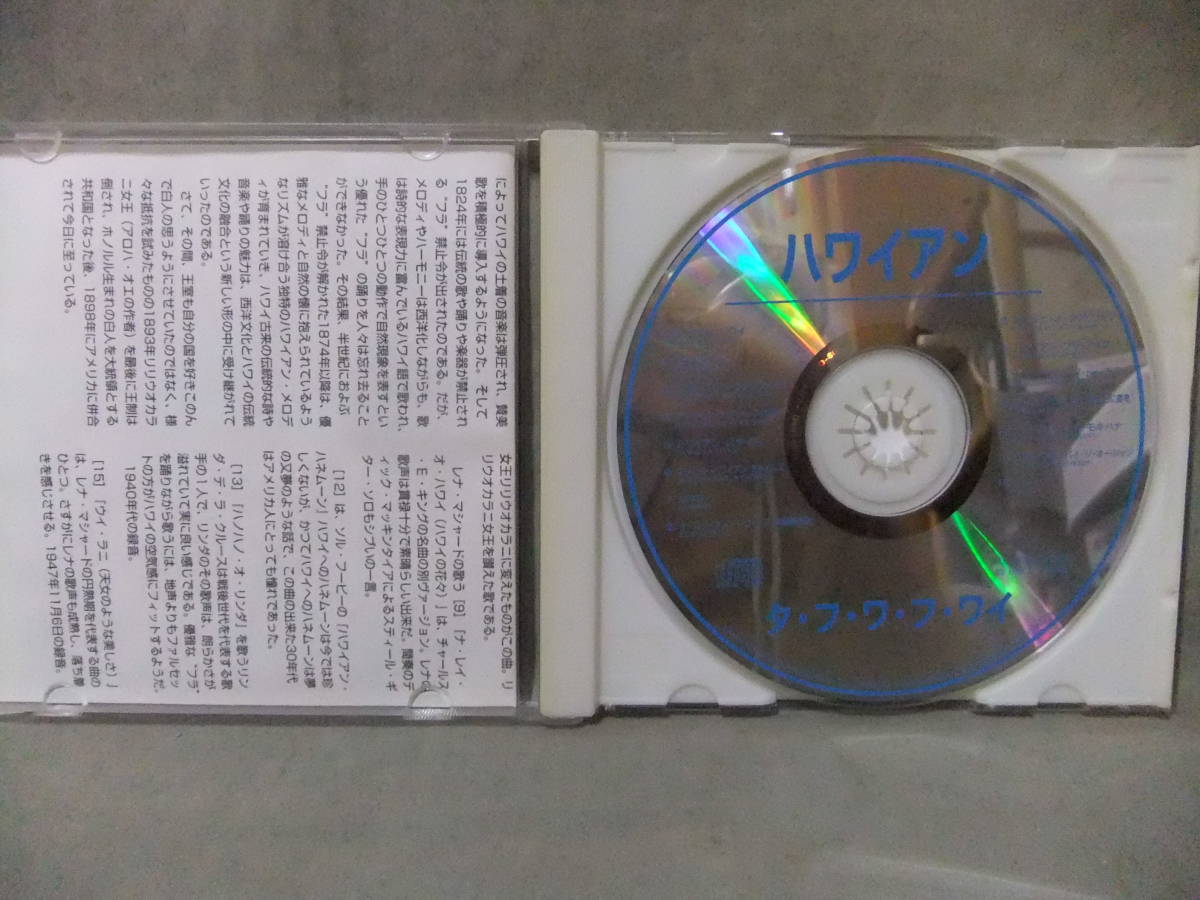 によってハワイの土着の音楽は弾圧され、賛美
歌を積極的に導入するようになった。そして
1824年には伝統の歌や踊りや楽器が禁止され
る〝フラ〟禁止令が出されたのである。だが、
メロディやハーモニーは西洋化しながらも、歌
は詩的な表現力に富んでいるハワイ語で歌われ、
手のひとつひとつの動作で自然現象を表すとい
う優れた〝フラ〟の踊りを人々は忘れ去ること
ができなかった。その結果、半世紀におよぶ
〝フラ〟禁止令が解かれた1874年以降は、優
雅なメロディと自然の懐に抱えられているよう
なリズムが溶け合う独特のハワイアン・メロデ
ィが育まれていき、ハワイ古来の伝統的な詩や
音楽や踊りの魅力は、西洋文化とハワイの伝統
文化の融合という新しい形の中に受け継がれて
いったのである。
さて、その間、王室も自分の国を好きこのん
で白人の思うようにさせていたのではなく、様
々な抵抗を試みたものの1893年リリウオカラ
ニ女王（アロハ・オエの作者）を最後に王制は
倒され、ホノルル生まれの白人を大統領とする
共和国となった後、1898年にアメリカに併合
されて今日に至っている。
女王リリウオカラニに変えたものがこの曲。リ
リウオカラニ女王を讃えた歌である。
レナ・マシャードの歌う［9］「ナ・レイ・
オ・ハワイ（ハワイの花々）」は、チャールス
・E・キングの名曲の別ヴァージョン。レナの
歌声は貫禄十分で素晴らしい出来だ。間奏のデ
ィック・マッキンタイアによるスティール・ギ
ター・ソロもシブレの一言。
［12］は、ソル・フーピーの「ハワイアン・
ハネムーン」ハワイへのハネムーンは今では珍
しくないが、かつてハワイへのハネムーンは夢
の又夢のような話で、この曲の出来た30年代
はアメリカ人にとっても憧れであった。
［13］「ハノハノ・オ・リンダ」を歌うリン
ダ・デ・ラ・クルースは戦後世代を代表する歌
手の1人で、リンダのその歌声は、朗らかさが
溢れていて実に良い感じである。優雅な〝フラ〟
を踊りながら歌うには、地声よりもファルセッ
トの方がハワイの空気感にフィットするようだ。
1940年代の録音。
［15］「ウイ・ラニ（天女のような美しさ）」
は、レナ・マシャードの円熟期を代表する曲の
ひとつ。さすがにレナの歌声も成熟し、落ち着
きを感じさせる。1947年11月6日の録音。
ハワイアン
タ・フ・ワ・フ・ワイ